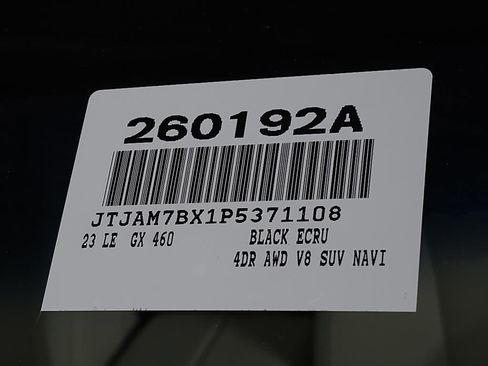 260192A
JTJAM7BX1P5371108
23 LE GX 460 BLACK ECRU
4DR AWD V8 SUV NAVI